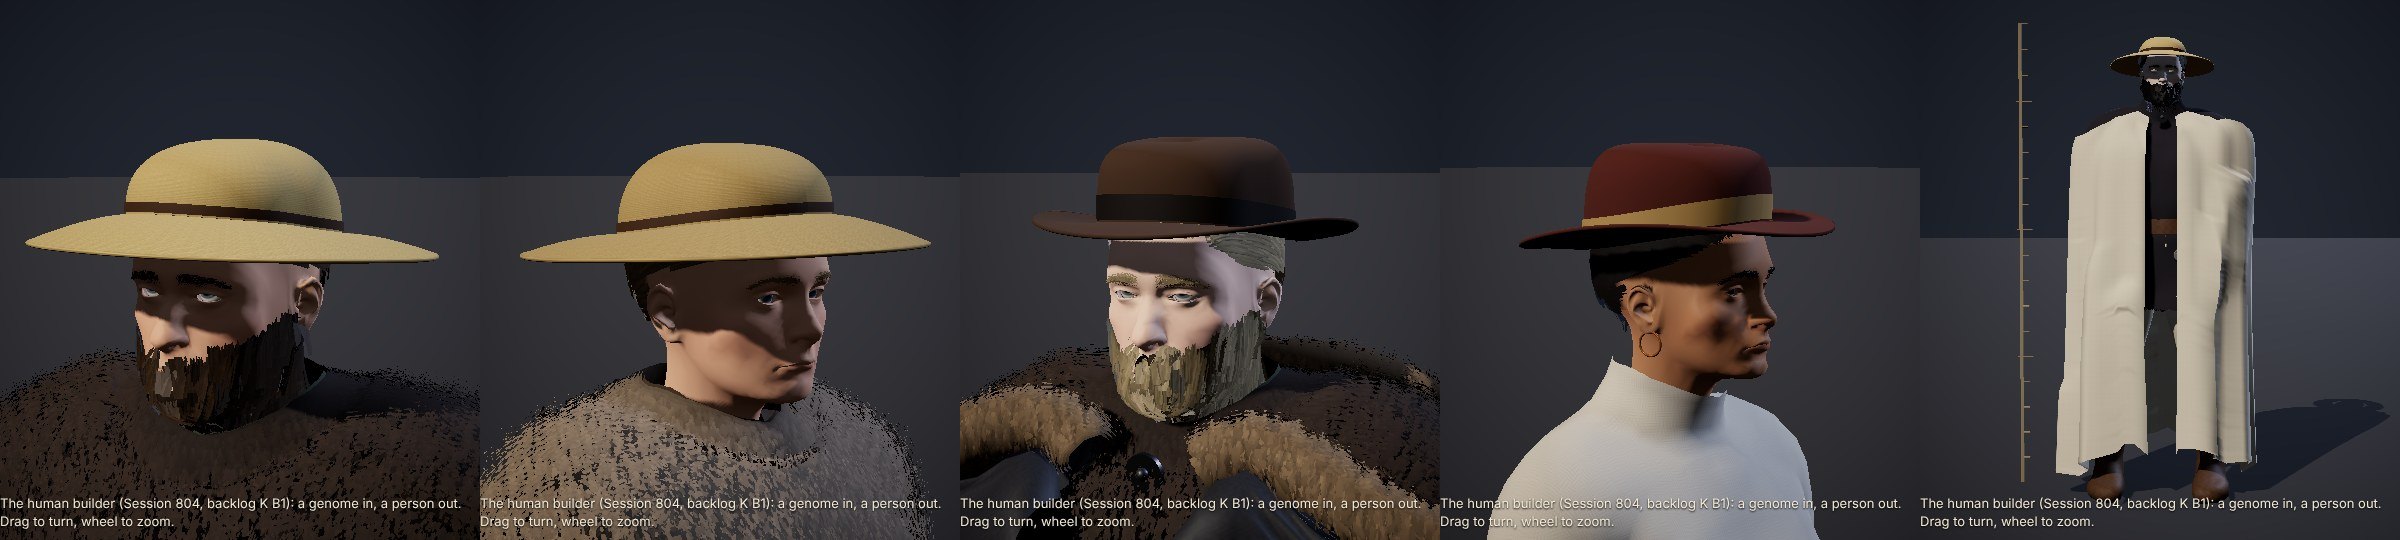 The human builder (Session 804, backlog K B1): a genome in, a person out.
Drag to turn, wheel to zoom.
The human builder (Session 804, backlog K B1): a genome in, a person out.
Drag to turn, wheel to zoom.
The human builder (Session 804, backlog K B1): a genome in, a person out.
Drag to turn, wheel to zoom.
The human builder (Session 804, backlog K B1): a genome in, a person out.
Drag to turn, wheel to zoom.
The human builder (Session 804, backlog K B1): a genome in, a person out.
Drag to turn, wheel to zoom.